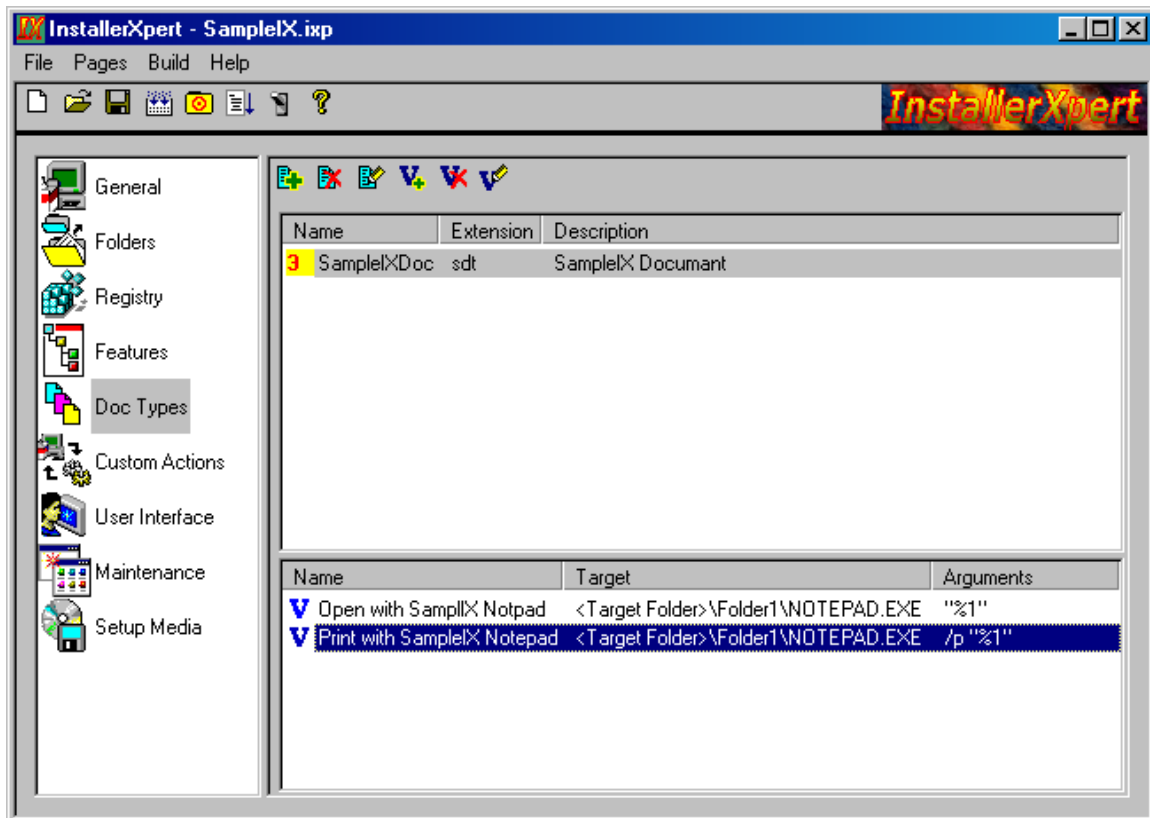 InstallerXpert - SampleIX.ixp
File Pages Build Help
InstallerXpert
General
Folders
Registry
Features
Doc Types
Custom Actions
User Interface
Maintenance
Setup Media
Name Extension Description
3 SampleIXDoc sdt SampleIX Documant
Name Target Arguments
V Open with SamplIX Notpad <Target Folder>\Folder1\NOTEPAD.EXE "%1"
V Print with SampleIX Notepad <Target Folder>\Folder1\NOTEPAD.EXE /p "%1"